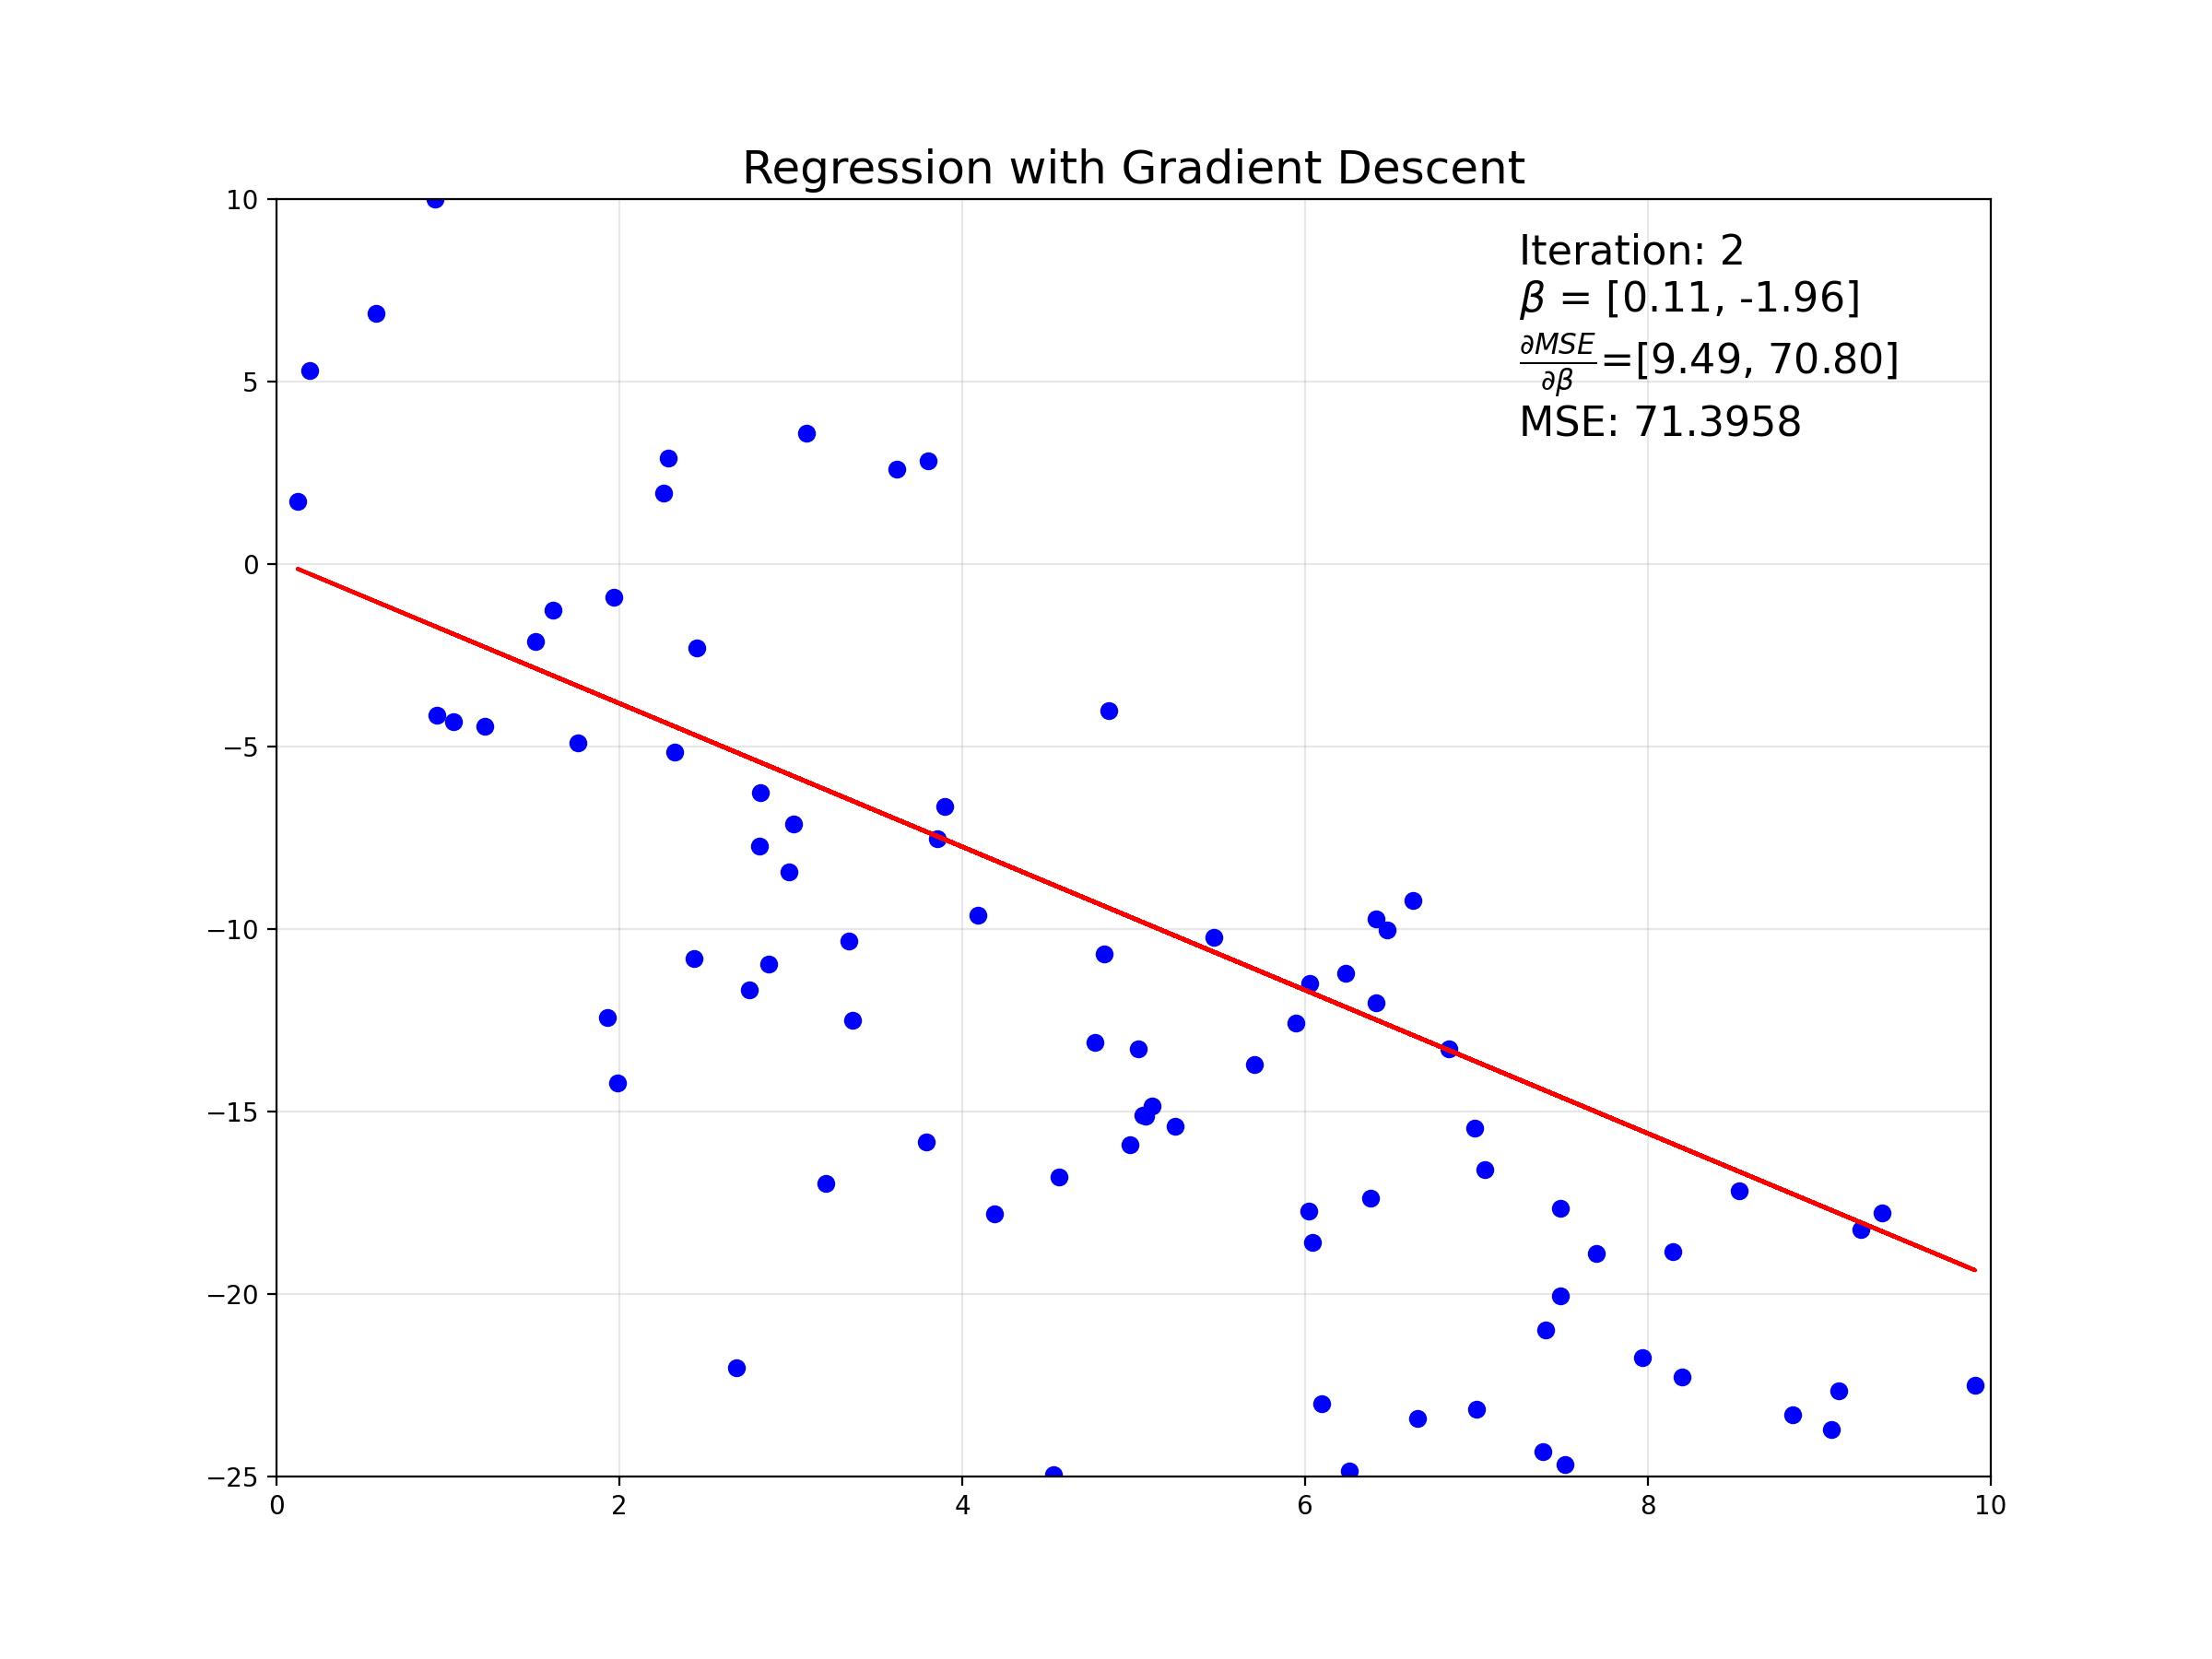 Regression with Gradient Descent
Iteration: 2
β = [0.11, -1.96]
∂MSE/∂β=[9.49, 70.80]
MSE: 71.3958
10
5
0
−5
−10
−15
−20
−25
0 2 4 6 8 10